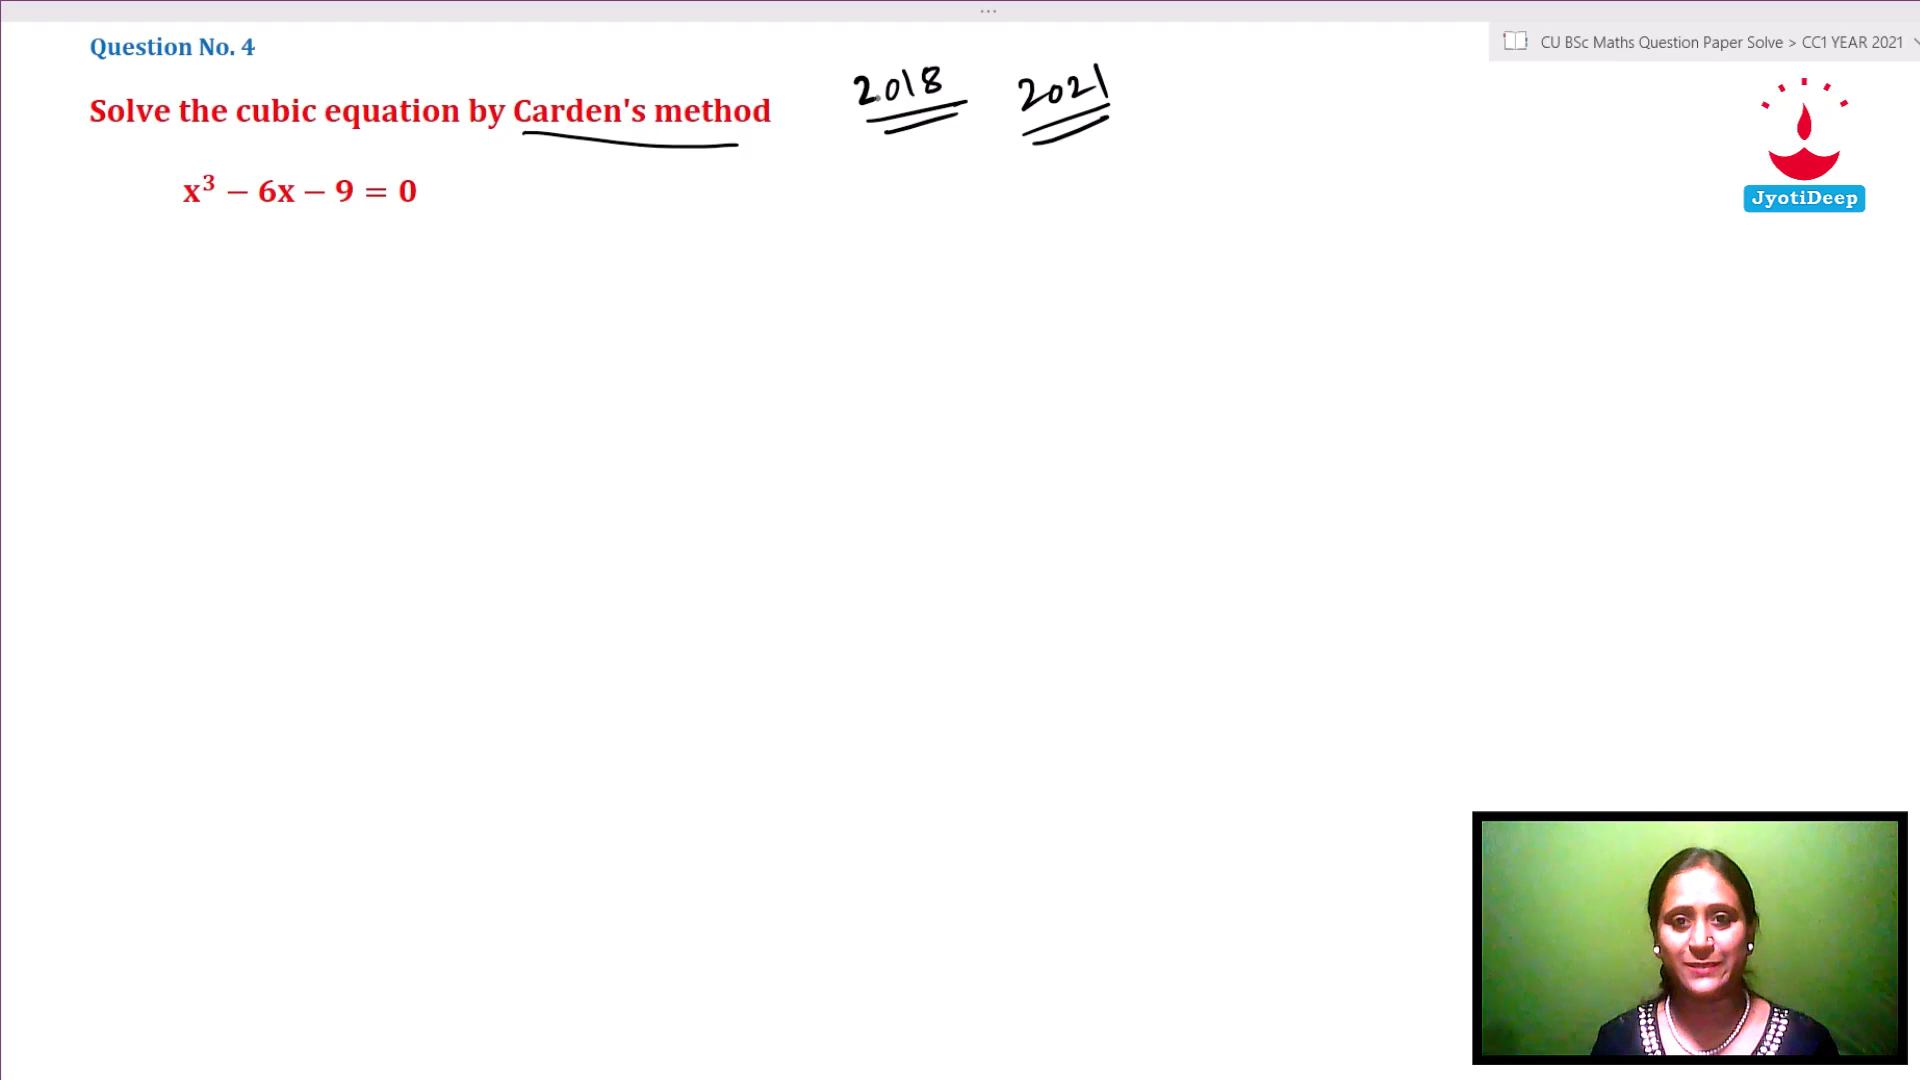 Question No. 4
CU BSc Maths Question Paper Solve > CC1 YEAR 2021
Solve the cubic equation by Carden's method
2018 2021
x³ − 6x − 9 = 0
JyotiDeep